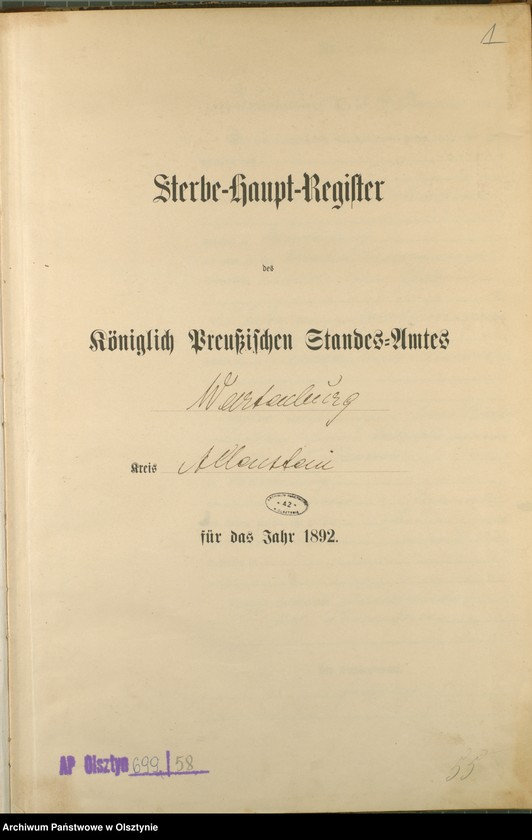 1
Sterbe-Haupt-Register
des
Königlich Preußischen Standes-Amtes
Wartenburg
Kreis Allenstein
42
für das Jahr 1892.
AP Olsztyn 699/58
55
Archiwum Państwowe w Olsztynie